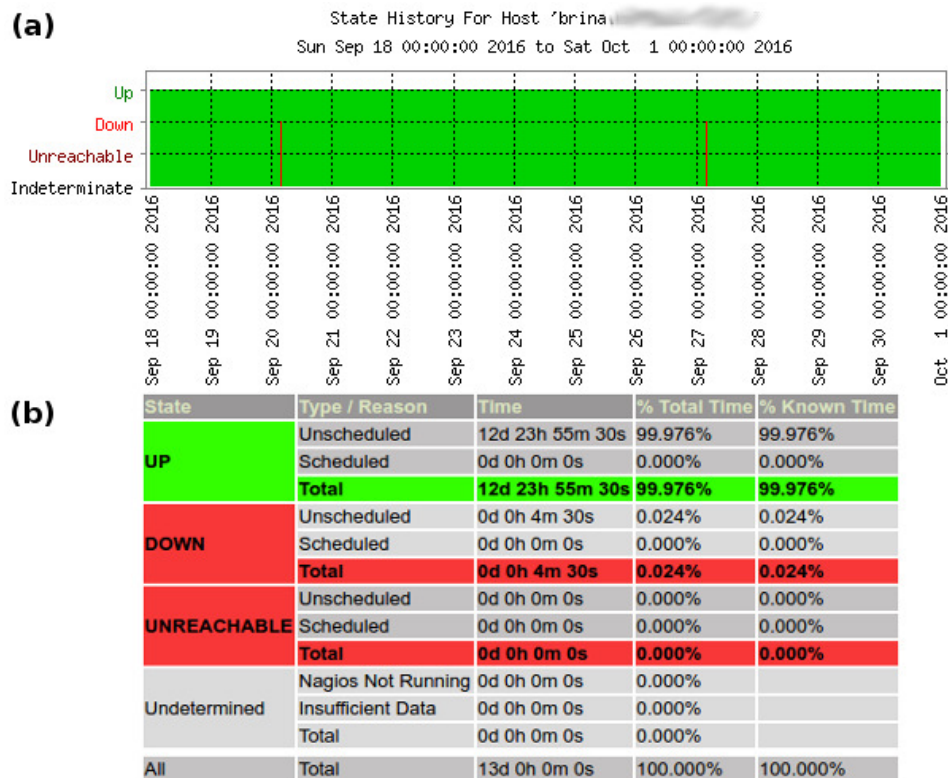 (a)
State History For Host 'brina
Sun Sep 18 00:00:00 2016 to Sat Oct 1 00:00:00 2016
Up
Down
Unreachable
Indeterminate
Sep 18 00:00:00 2016
Sep 19 00:00:00 2016
Sep 20 00:00:00 2016
Sep 21 00:00:00 2016
Sep 22 00:00:00 2016
Sep 23 00:00:00 2016
Sep 24 00:00:00 2016
Sep 25 00:00:00 2016
Sep 26 00:00:00 2016
Sep 27 00:00:00 2016
Sep 28 00:00:00 2016
Sep 29 00:00:00 2016
Sep 30 00:00:00 2016
Oct 1 00:00:00 2016
(b)
State Type / Reason Time % Total Time % Known Time
UP
Unscheduled 12d 23h 55m 30s 99.976% 99.976%
Scheduled 0d 0h 0m 0s 0.000% 0.000%
Total 12d 23h 55m 30s 99.976% 99.976%
DOWN
Unscheduled 0d 0h 4m 30s 0.024% 0.024%
Scheduled 0d 0h 0m 0s 0.000% 0.000%
Total 0d 0h 4m 30s 0.024% 0.024%
UNREACHABLE
Unscheduled 0d 0h 0m 0s 0.000% 0.000%
Scheduled 0d 0h 0m 0s 0.000% 0.000%
Total 0d 0h 0m 0s 0.000% 0.000%
Undetermined
Nagios Not Running 0d 0h 0m 0s 0.000%
Insufficient Data 0d 0h 0m 0s 0.000%
Total 0d 0h 0m 0s 0.000%
All Total 13d 0h 0m 0s 100.000% 100.000%